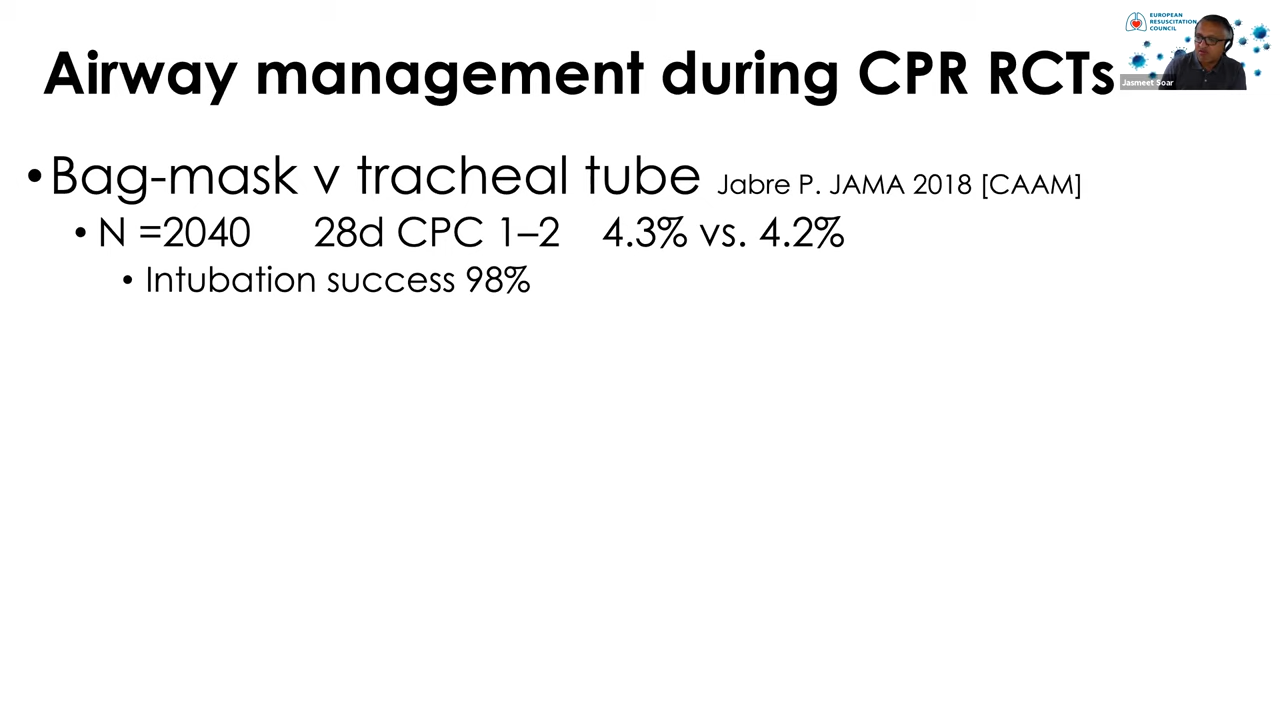 EUROPEAN
RESUSCITATION
COUNCIL
Jasmeet Soar
Airway management during CPR RCTs
•Bag-mask v tracheal tube Jabre P. JAMA 2018 [CAAM]
• N =2040 28d CPC 1–2 4.3% vs. 4.2%
• Intubation success 98%